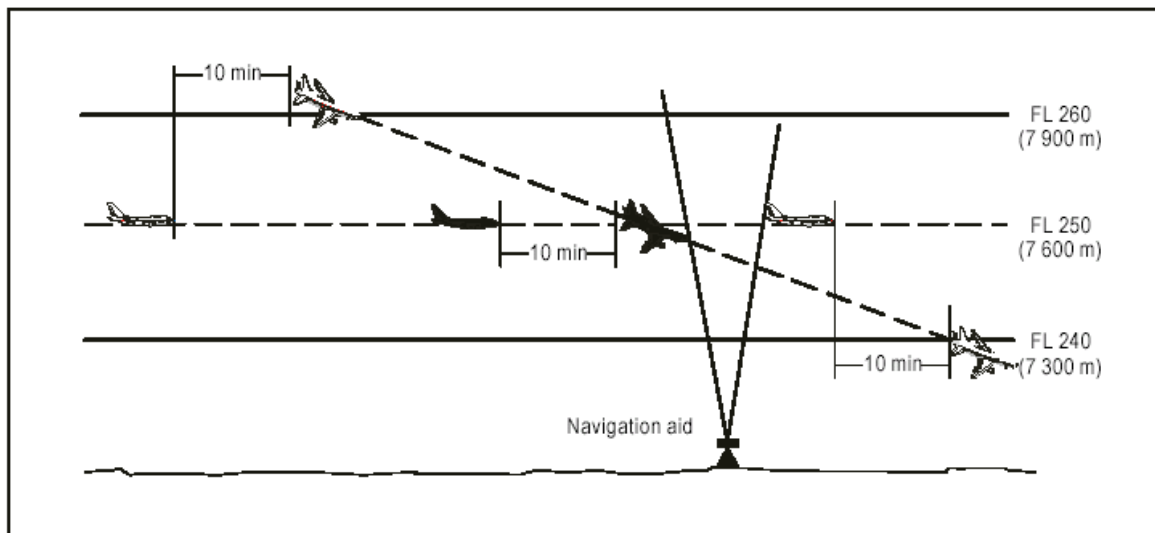 10 min
FL 260
(7 900 m)
FL 250
(7 600 m)
10 min
FL 240
(7 300 m)
10 min
Navigation aid